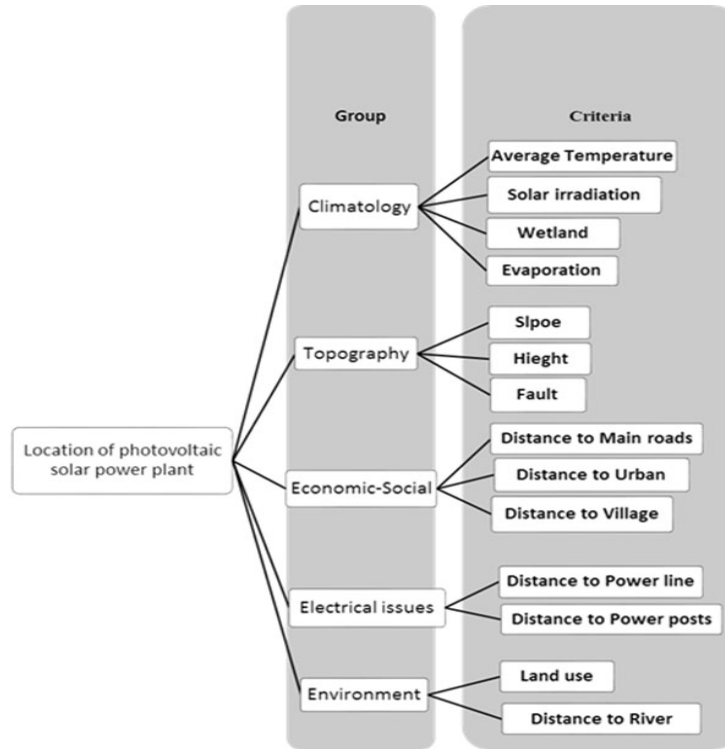 Group
Criteria
Location of photovoltaic
solar power plant
Climatology
Average Temperature
Solar irradiation
Wetland
Evaporation
Topography
Slpoe
Hieght
Fault
Economic-Social
Distance to Main roads
Distance to Urban
Distance to Village
Electrical issues
Distance to Power line
Distance to Power posts
Environment
Land use
Distance to River